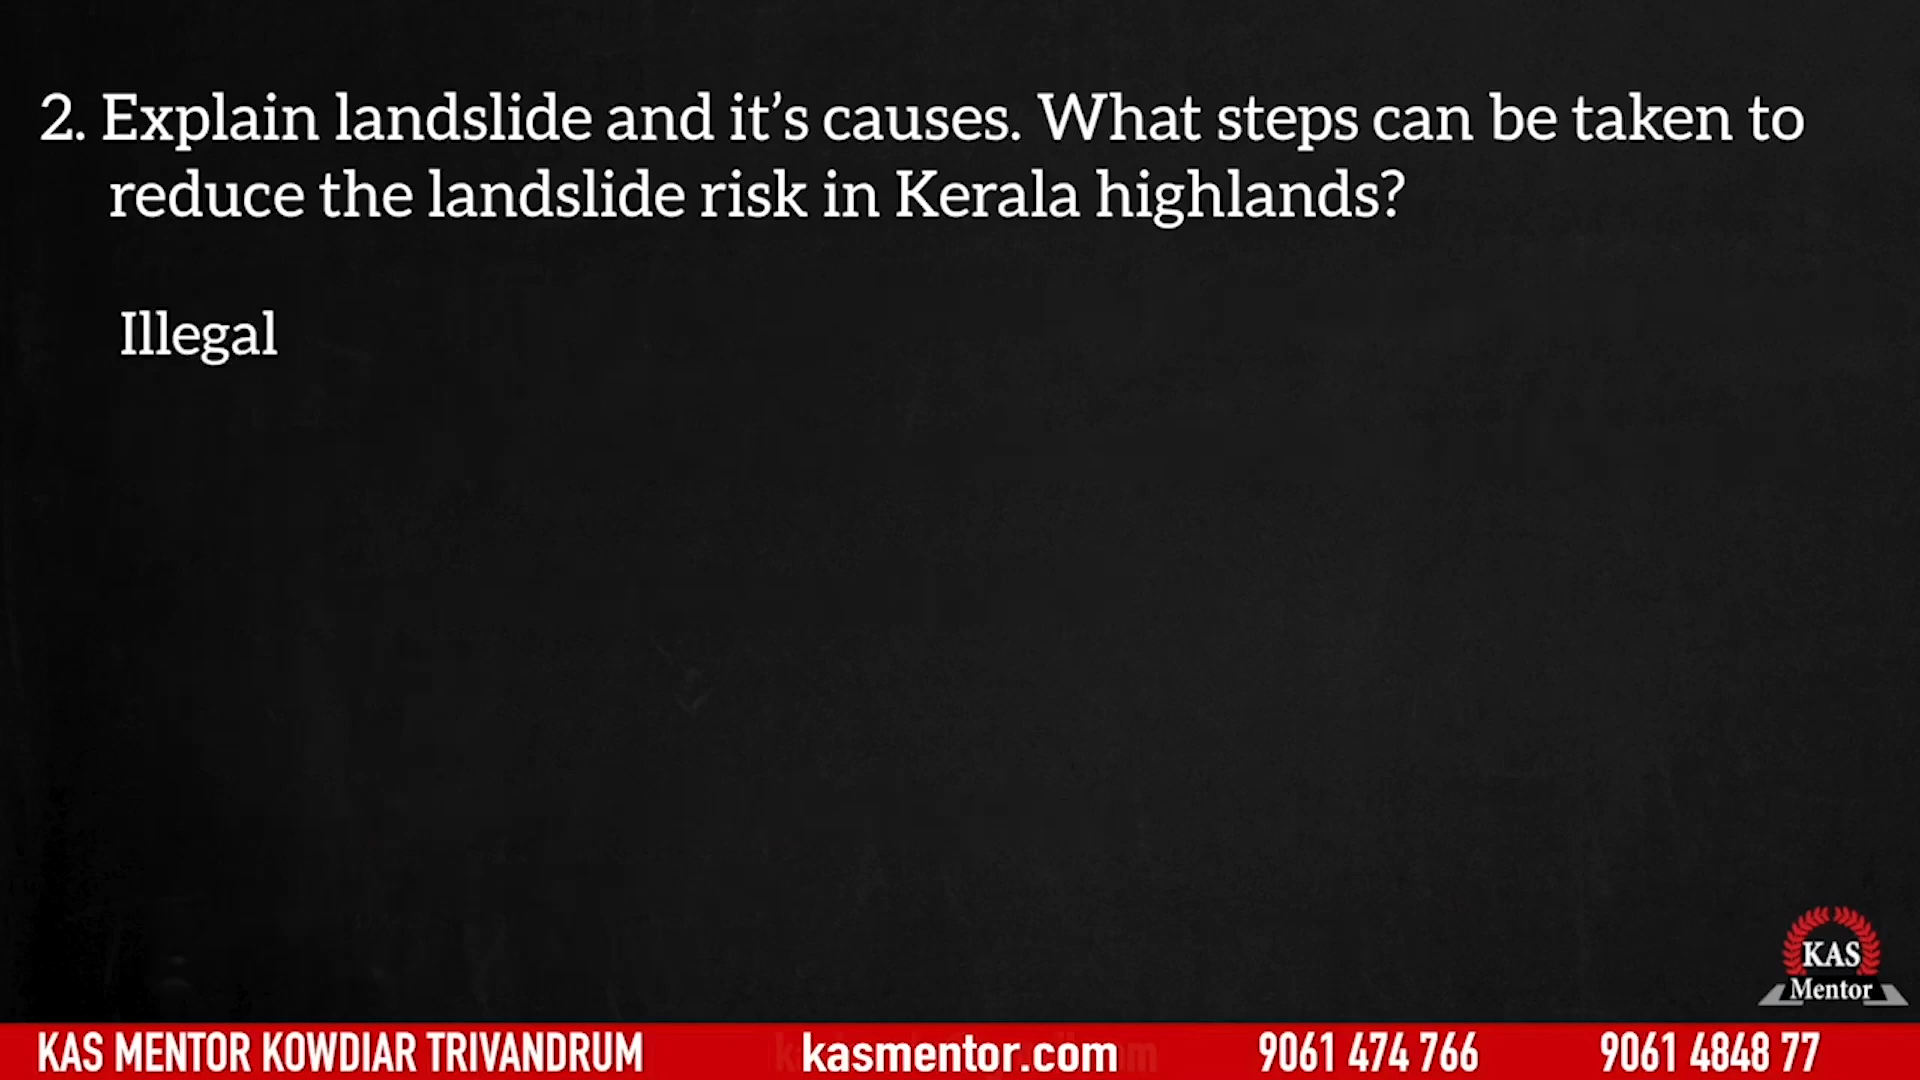 2. Explain landslide and it’s causes. What steps can be taken to
reduce the landslide risk in Kerala highlands?
Illegal
KAS
Mentor
KAS MENTOR KOWDIAR TRIVANDRUM kasmentor.com 9061 474 766 9061 4848 77